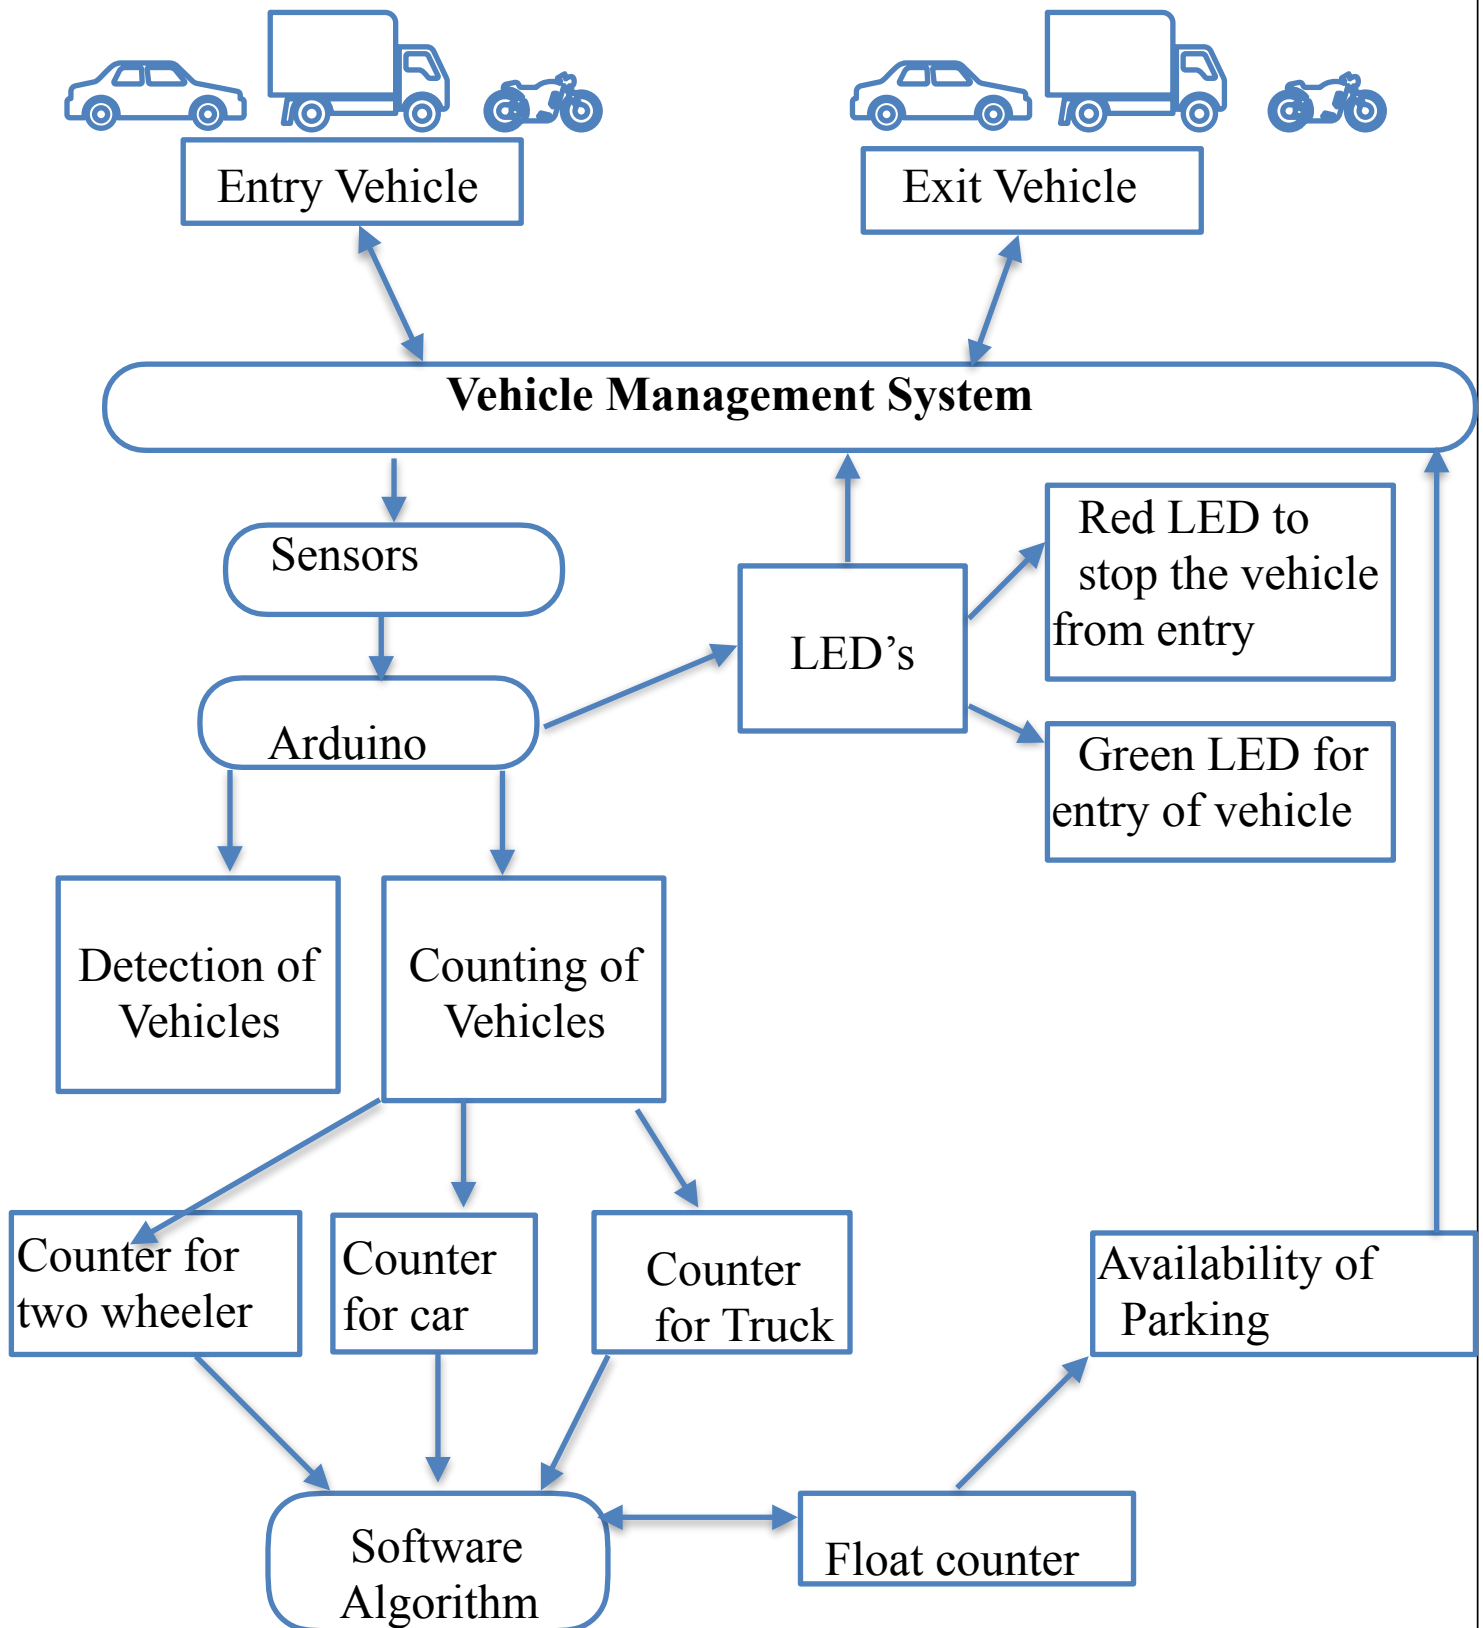 Entry Vehicle
Exit Vehicle
Vehicle Management System
Sensors
Red LED to
stop the vehicle
from entry
LED’s
Arduino
Green LED for
entry of vehicle
Detection of
Vehicles
Counting of
Vehicles
Counter for
two wheeler
Counter
for car
Counter
for Truck
Availability of
Parking
Software
Algorithm
Float counter